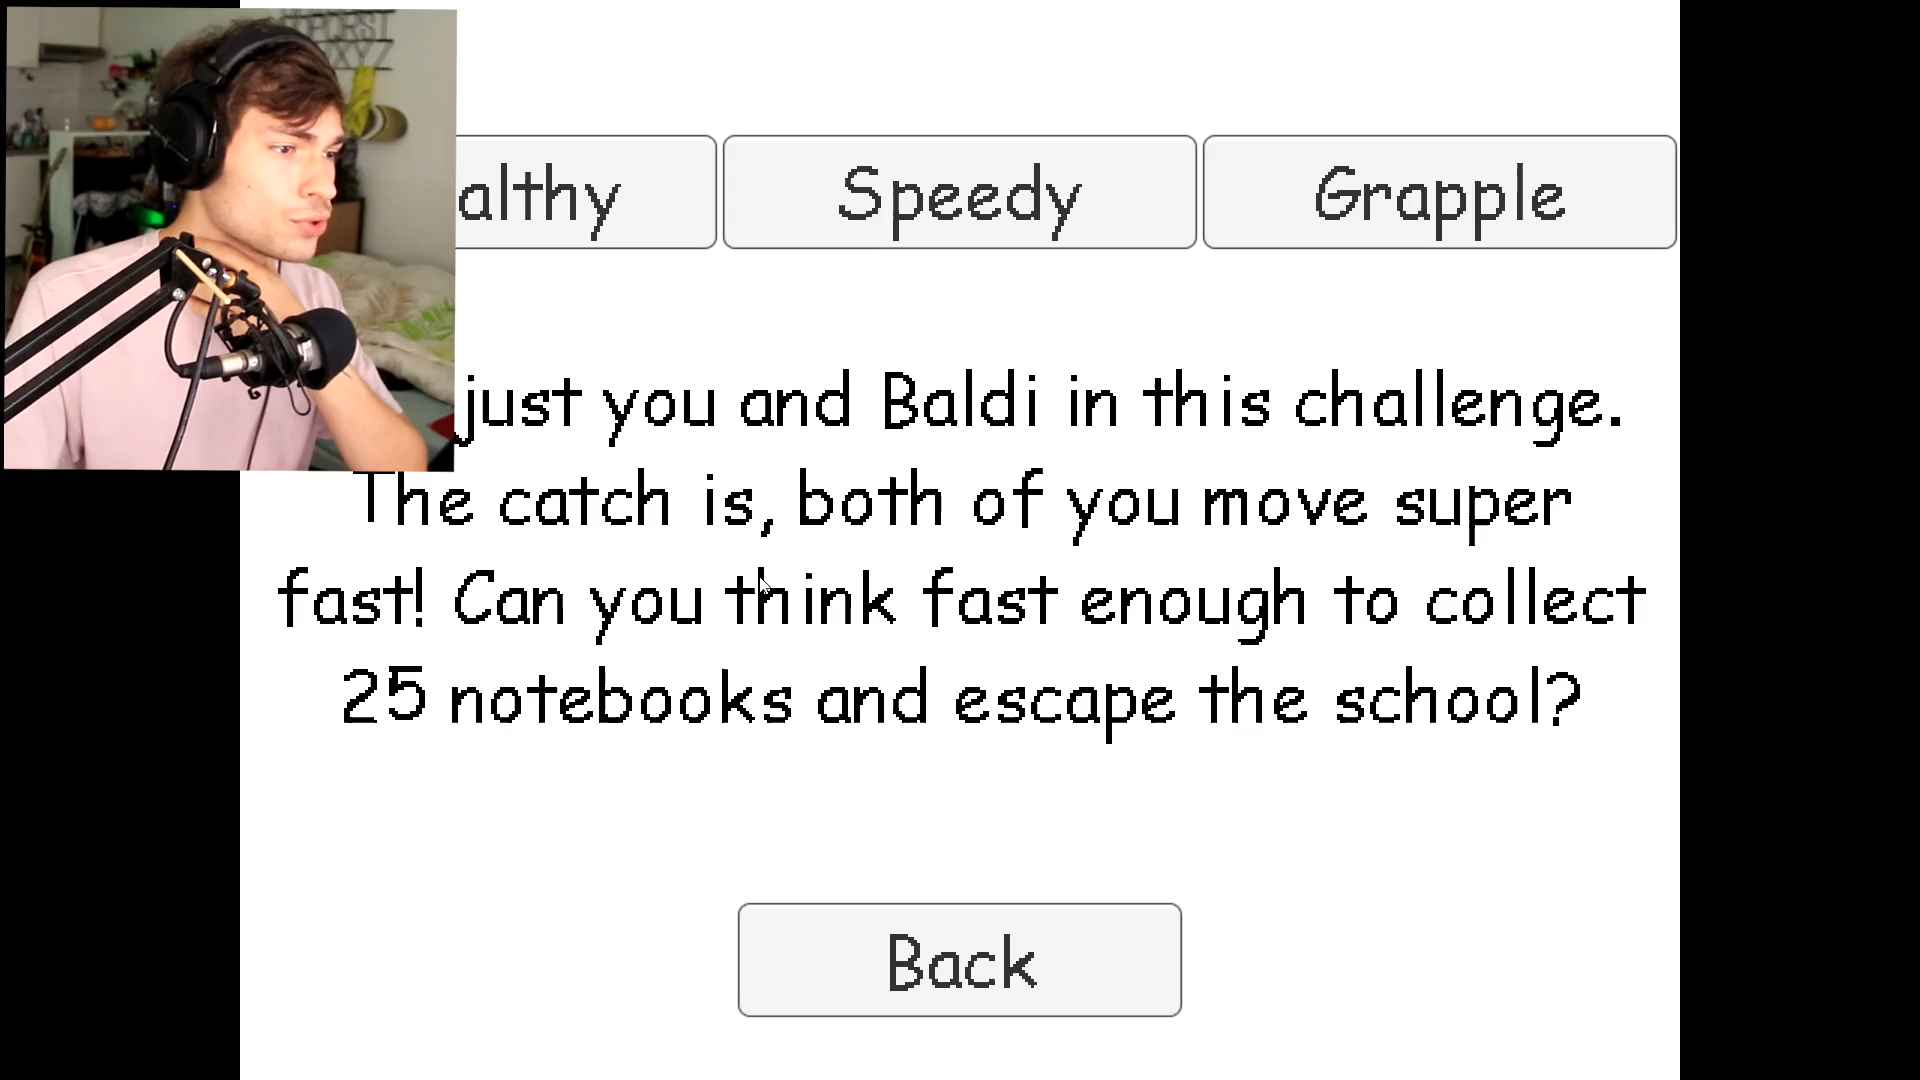 althy Speedy Grapple
just you and Baldi in this challenge.
The catch is, both of you move super
fast! Can you think fast enough to collect
25 notebooks and escape the school?
Back